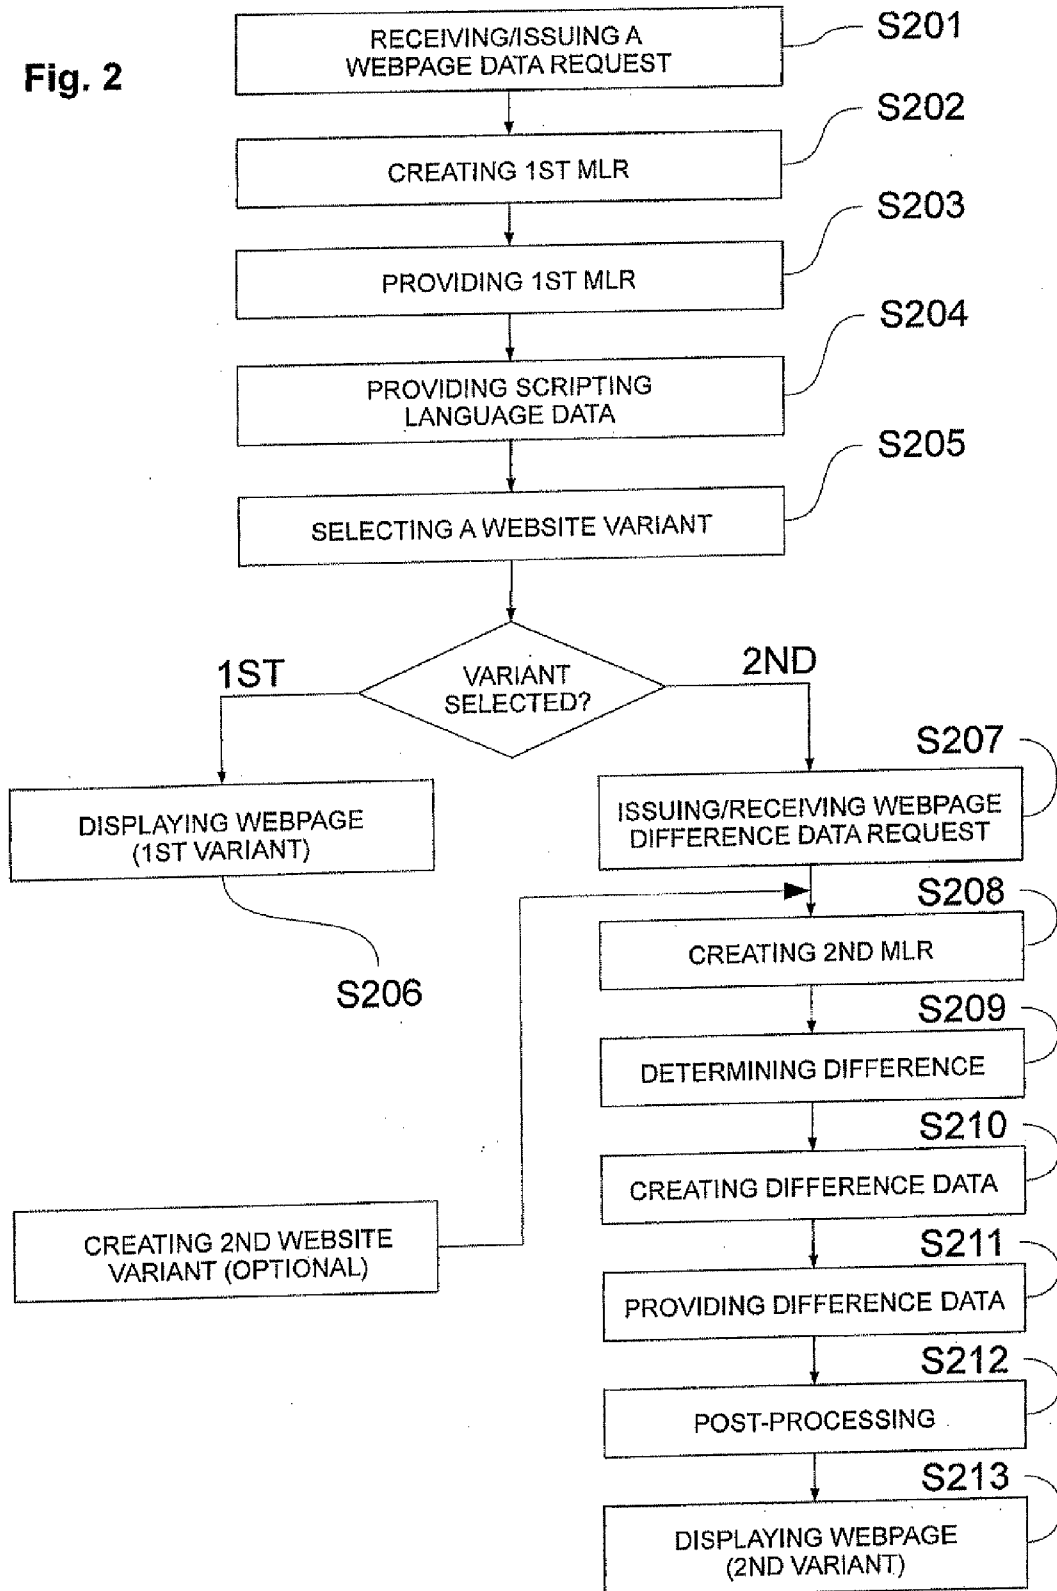 Fig. 2
RECEIVING/ISSUING A
WEBPAGE DATA REQUEST
S201
CREATING 1ST MLR
S202
PROVIDING 1ST MLR
S203
PROVIDING SCRIPTING
LANGUAGE DATA
S204
SELECTING A WEBSITE VARIANT
S205
VARIANT
SELECTED?
1ST
2ND
DISPLAYING WEBPAGE
(1ST VARIANT)
S206
ISSUING/RECEIVING WEBPAGE
DIFFERENCE DATA REQUEST
S207
CREATING 2ND MLR
S208
DETERMINING DIFFERENCE
S209
CREATING DIFFERENCE DATA
S210
CREATING 2ND WEBSITE
VARIANT (OPTIONAL)
PROVIDING DIFFERENCE DATA
S211
POST-PROCESSING
S212
DISPLAYING WEBPAGE
(2ND VARIANT)
S213